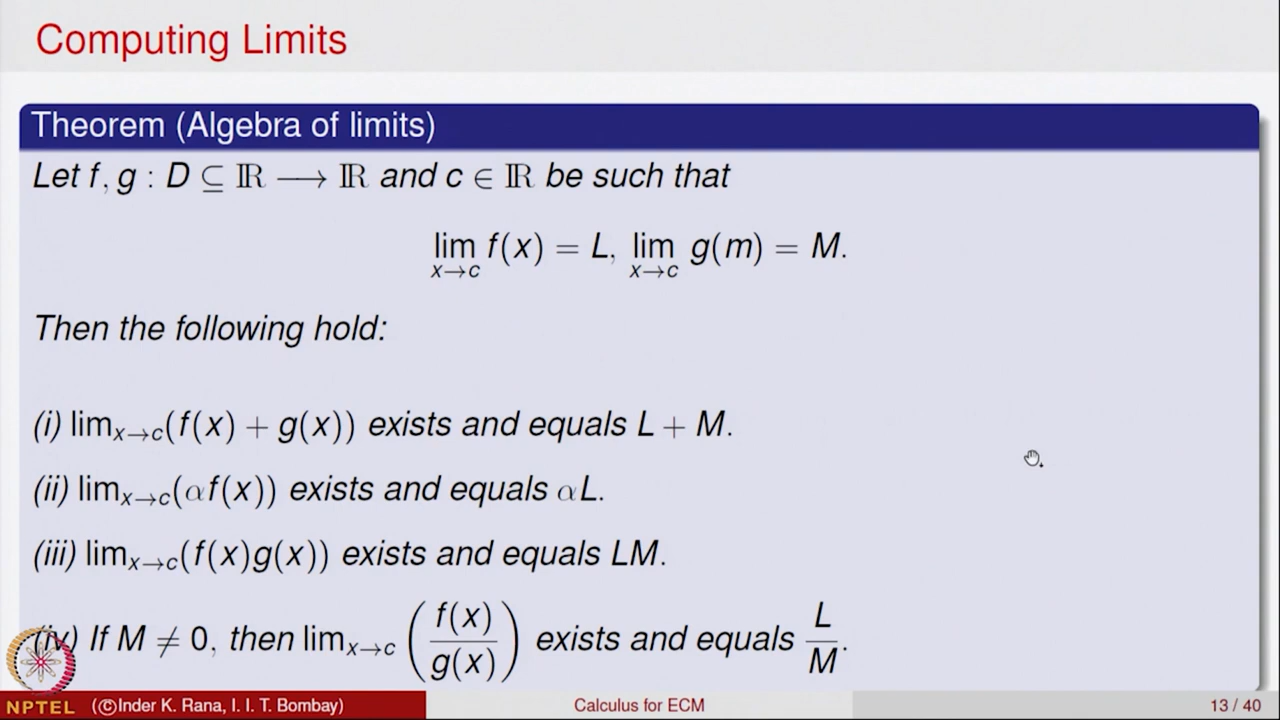 Computing Limits
Theorem (Algebra of limits)
Let f, g : D ⊆ ℝ ⟶ ℝ and c ∈ ℝ be such that
lim_{x→c} f(x) = L, lim_{x→c} g(m) = M.
Then the following hold:
(i) lim_{x→c}(f(x) + g(x)) exists and equals L + M.
(ii) lim_{x→c}(αf(x)) exists and equals αL.
(iii) lim_{x→c}(f(x)g(x)) exists and equals LM.
(iv) If M ≠ 0, then lim_{x→c} (f(x)/g(x)) exists and equals L/M.
NPTEL (©Inder K. Rana, I. I. T. Bombay) Calculus for ECM 13 / 40